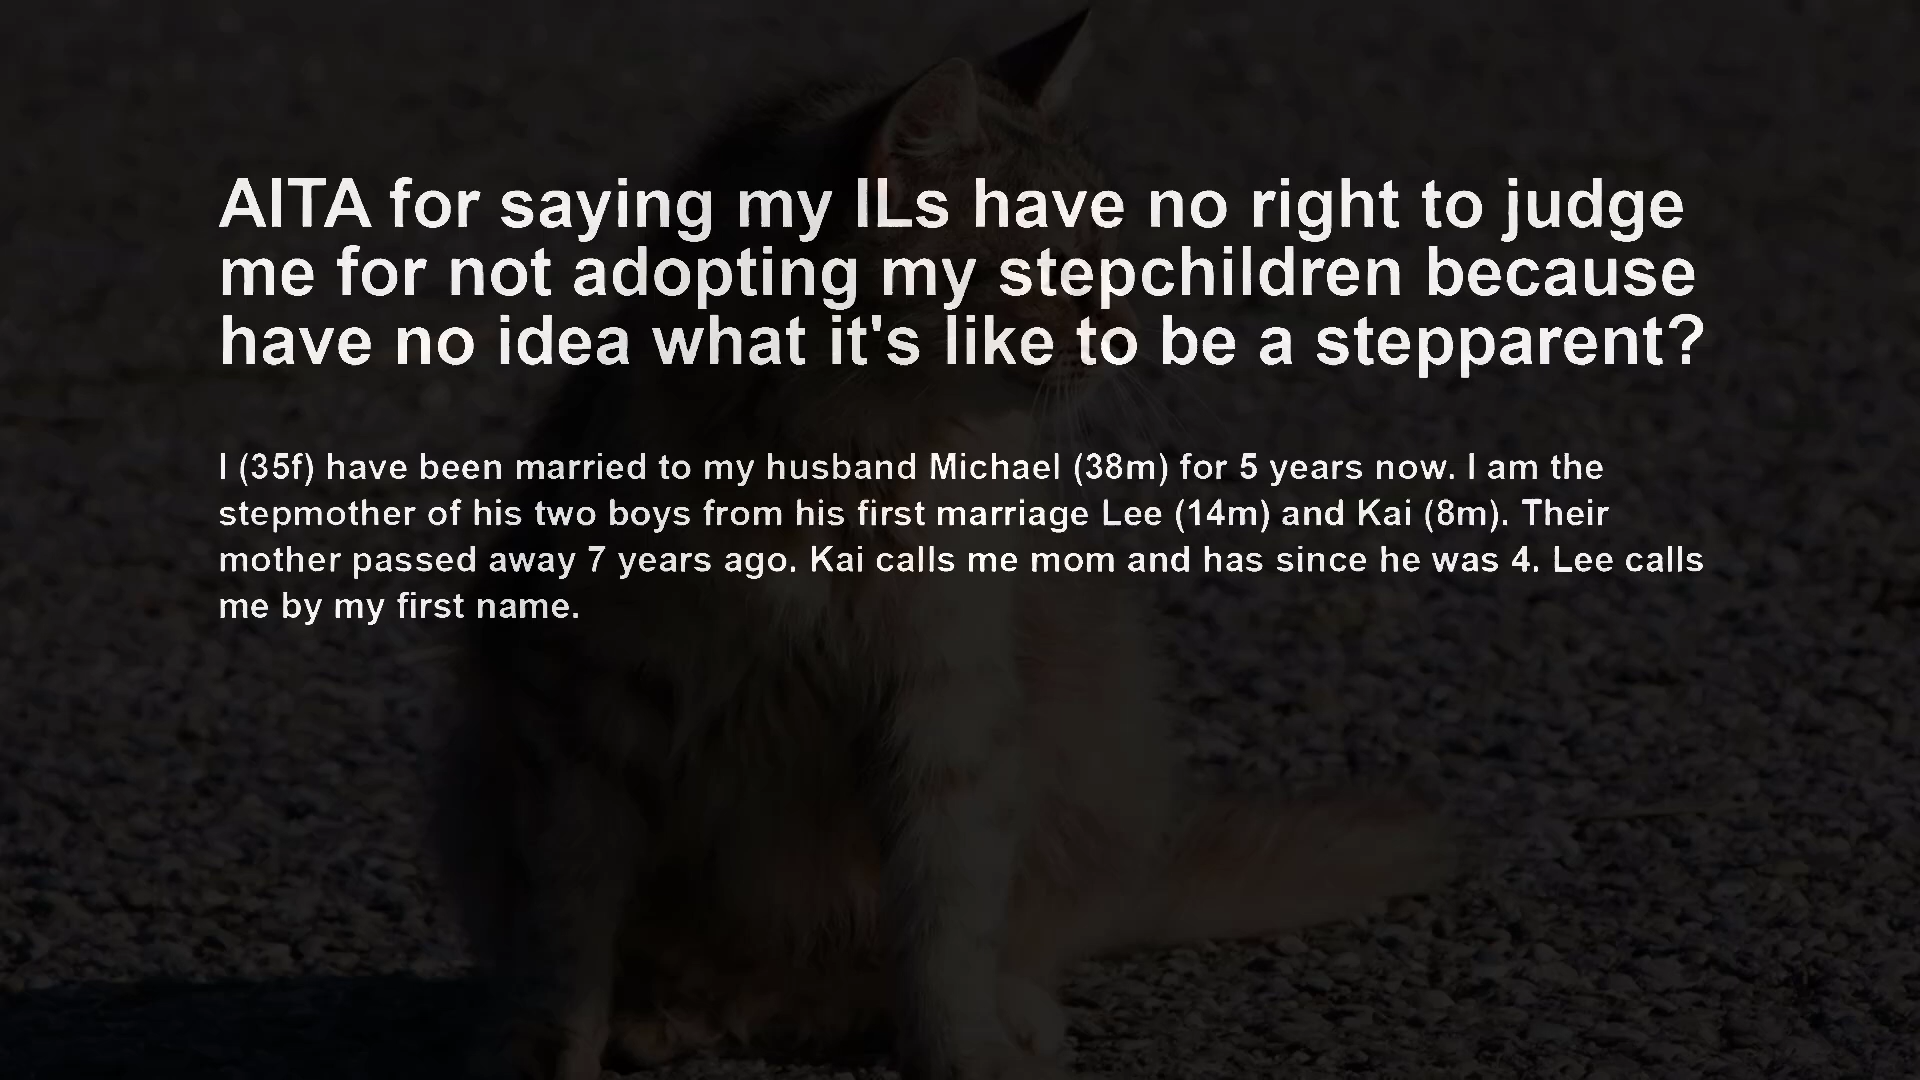 AITA for saying my ILs have no right to judge
me for not adopting my stepchildren because
have no idea what it's like to be a stepparent?
I (35f) have been married to my husband Michael (38m) for 5 years now. I am the
stepmother of his two boys from his first marriage Lee (14m) and Kai (8m). Their
mother passed away 7 years ago. Kai calls me mom and has since he was 4. Lee calls
me by my first name.